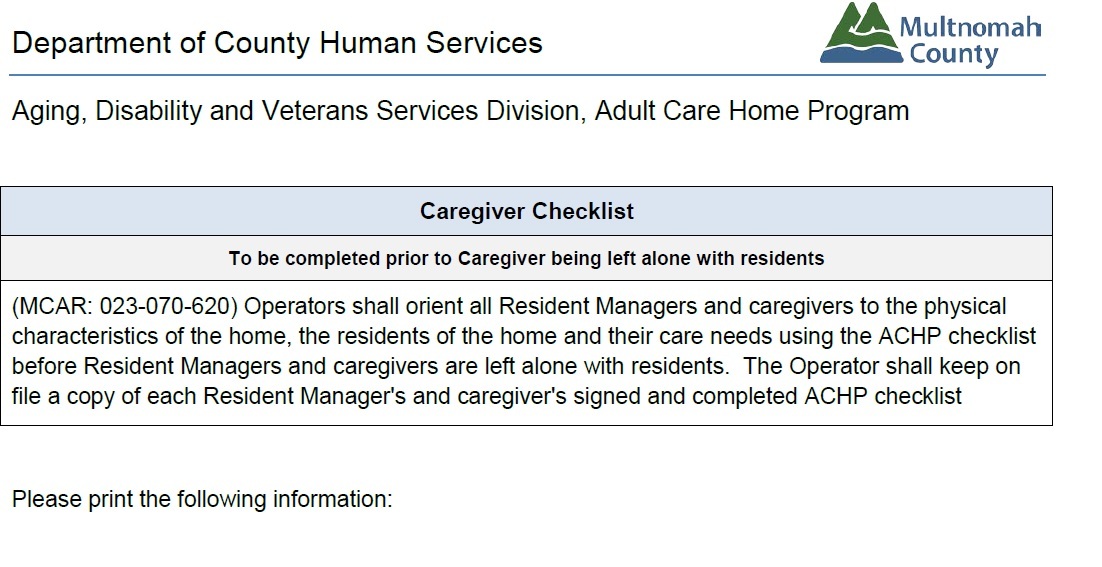 Department of County Human Services
Multnomah
County
Aging, Disability and Veterans Services Division, Adult Care Home Program
Caregiver Checklist
To be completed prior to Caregiver being left alone with residents
(MCAR: 023-070-620) Operators shall orient all Resident Managers and caregivers to the physical
characteristics of the home, the residents of the home and their care needs using the ACHP checklist
before Resident Managers and caregivers are left alone with residents.  The Operator shall keep on
file a copy of each Resident Manager's and caregiver's signed and completed ACHP checklist
Please print the following information: